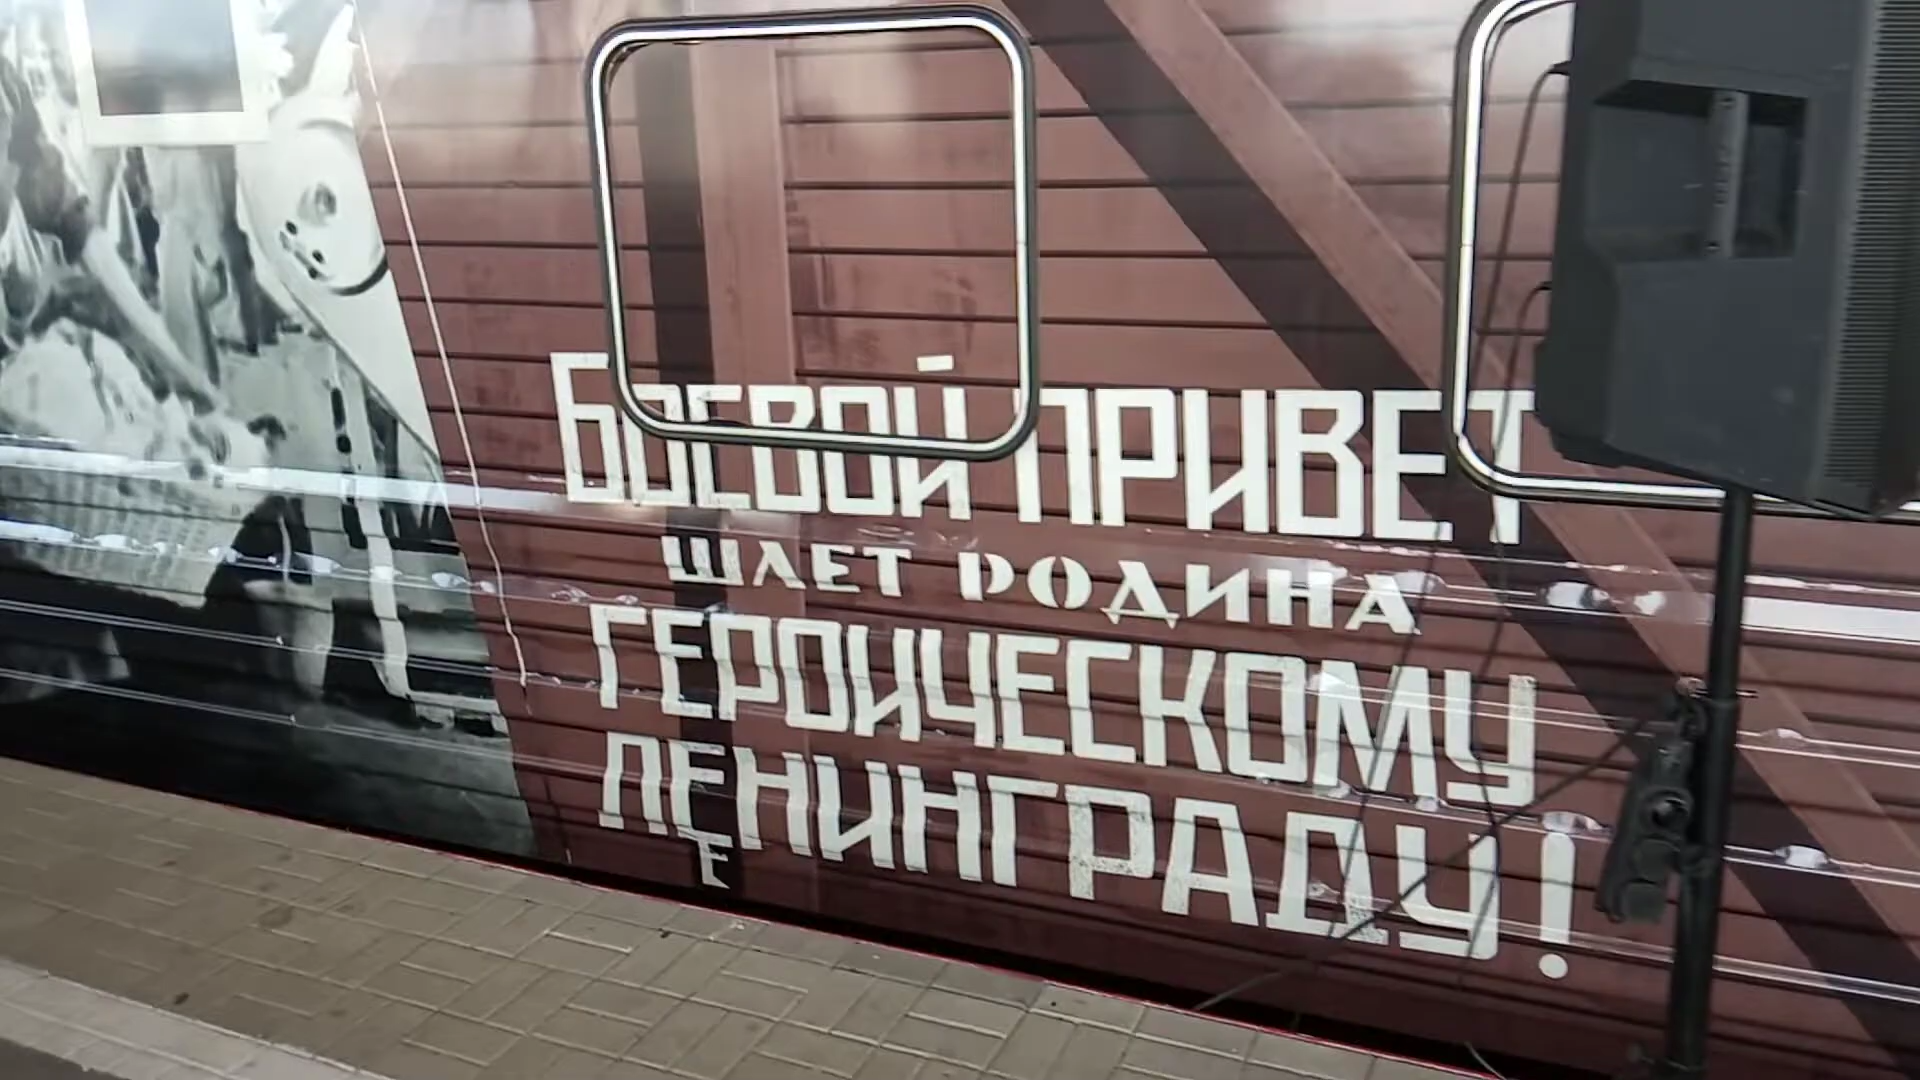 БОЕВОЙ ПРИВЕТ
ШЛЕТ РОДИНА
ГЕРОИЧЕСКОМУ
ЛЕНИНГРАДУ!
Е